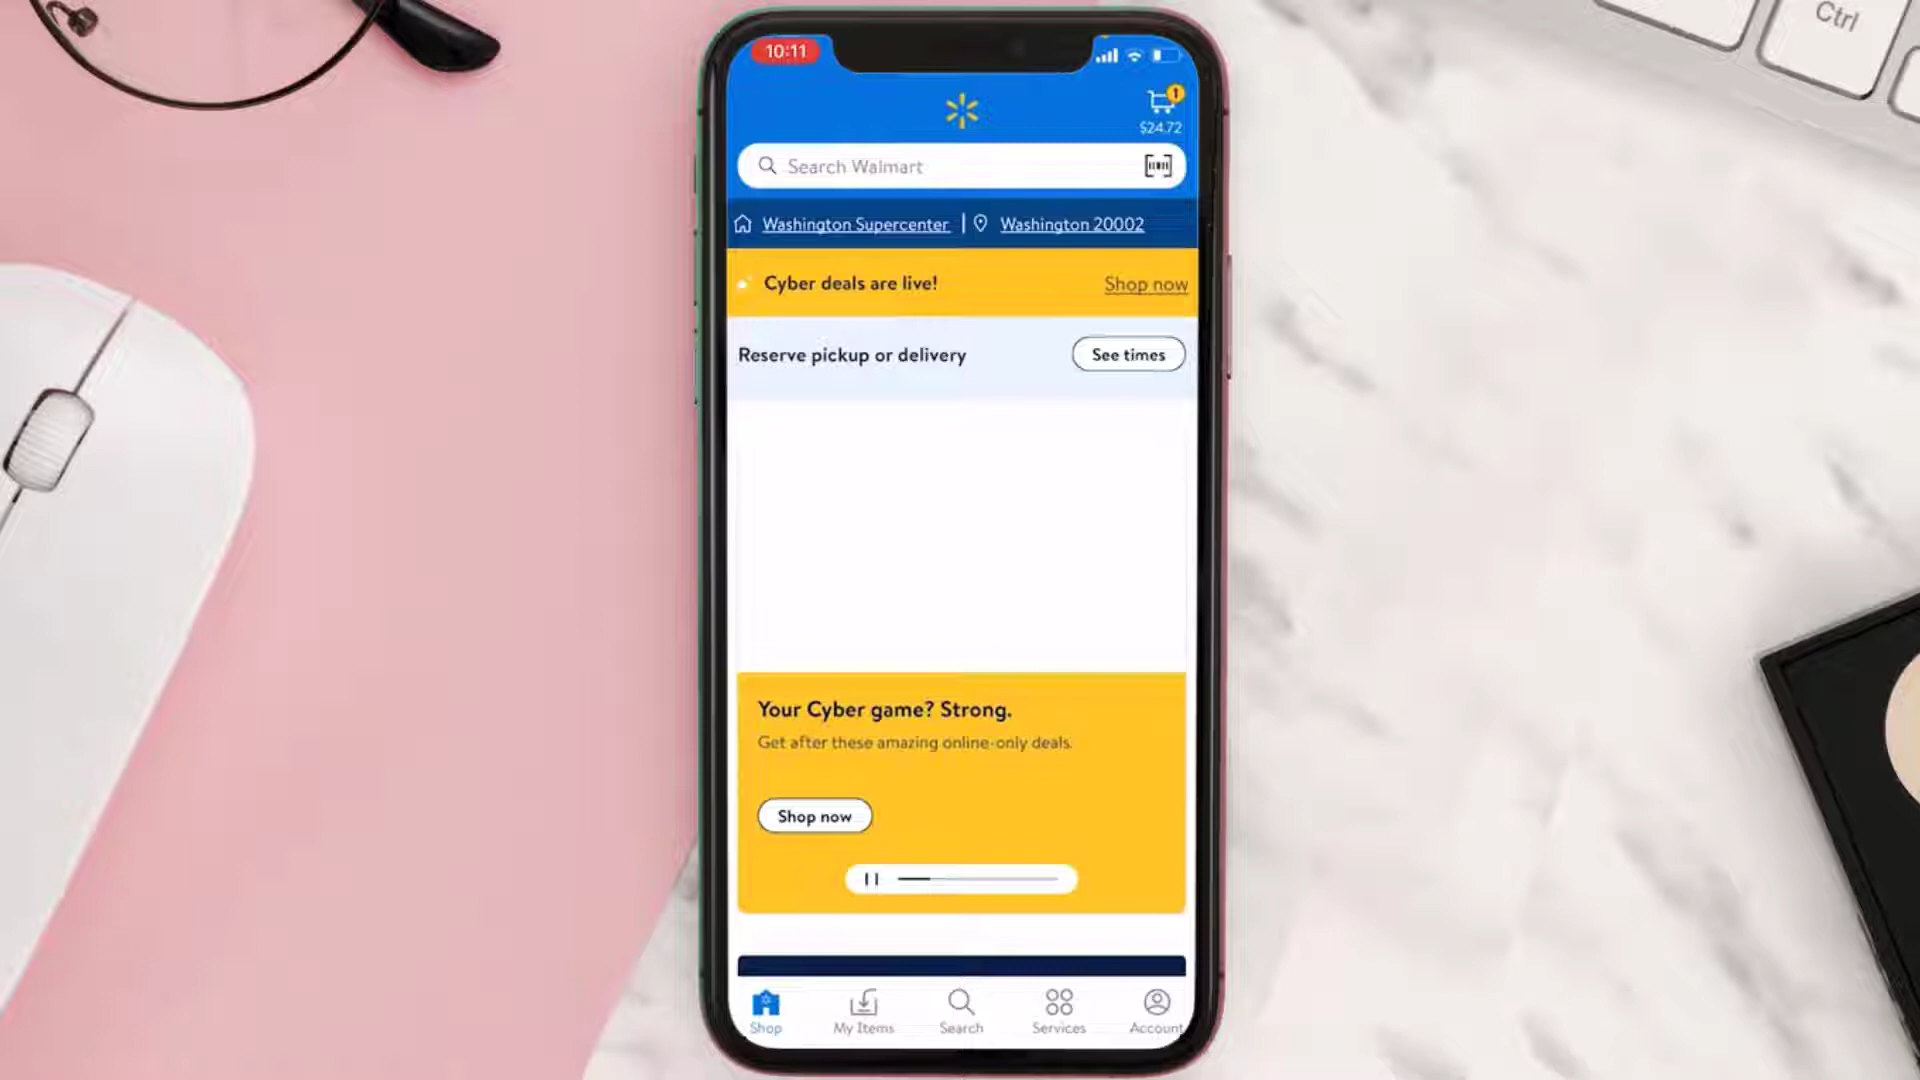 Ctrl
10:11
1
$24.72
Search Walmart
Washington Supercenter | Washington 20002
Cyber deals are live! Shop now
Reserve pickup or delivery See times
Your Cyber game? Strong.
Get after these amazing online-only deals.
Shop now
Shop My Items Search Services Account